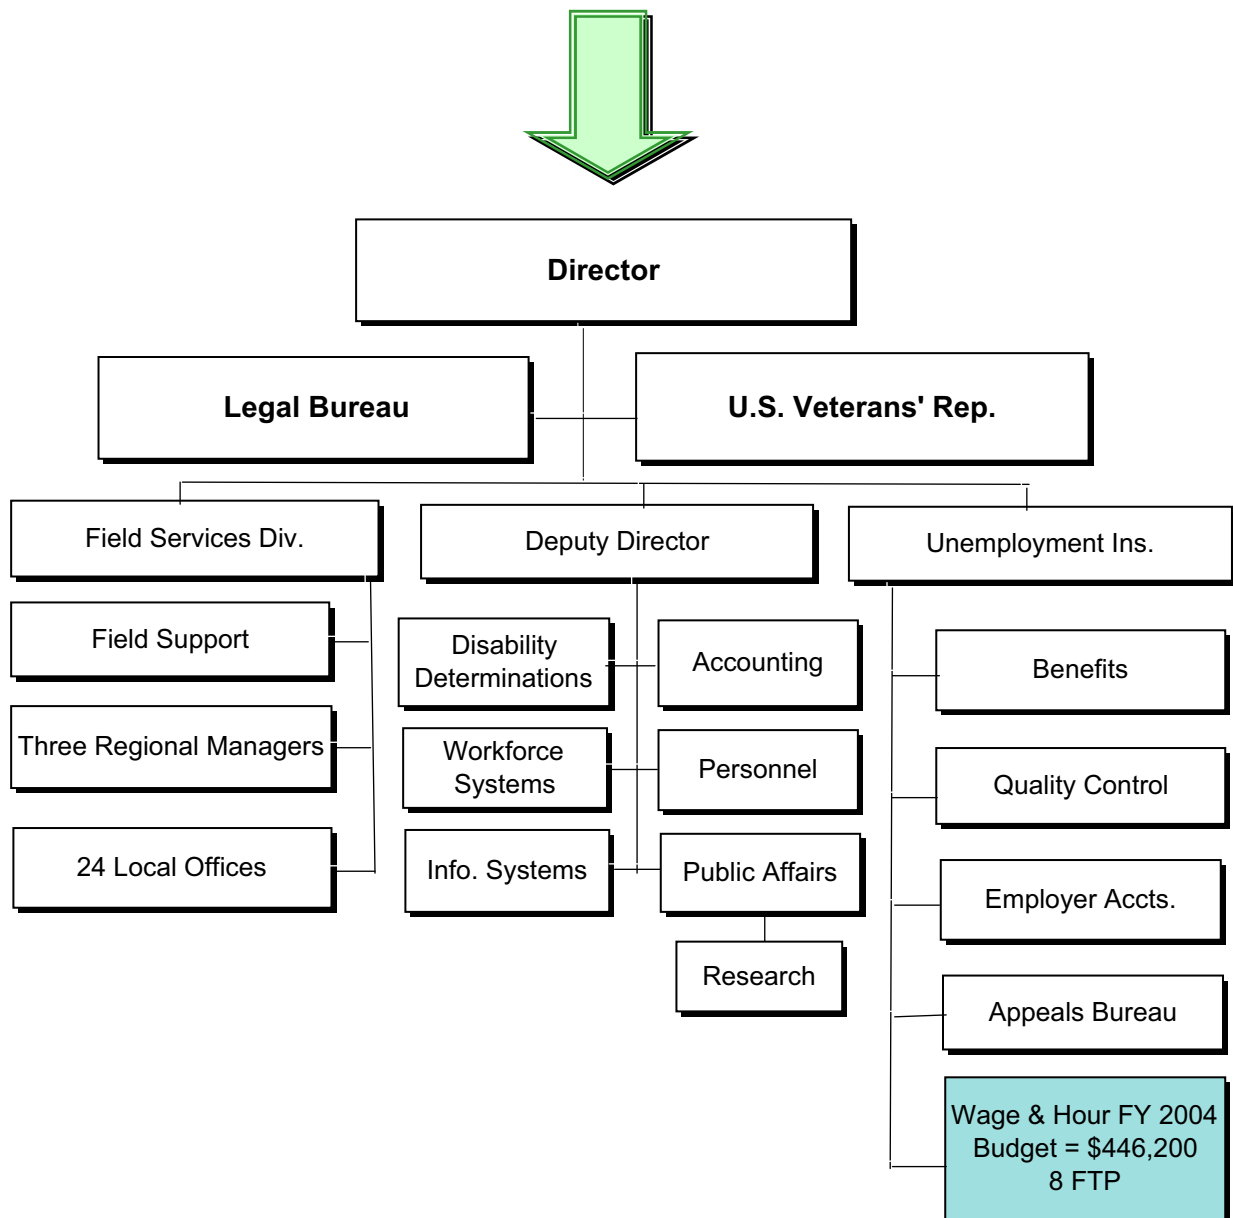 Director
Legal Bureau
U.S. Veterans' Rep.
Field Services Div.
Deputy Director
Unemployment Ins.
Field Support
Three Regional Managers
24 Local Offices
Disability
Determinations
Accounting
Workforce
Systems
Personnel
Info. Systems
Public Affairs
Research
Benefits
Quality Control
Employer Accts.
Appeals Bureau
Wage & Hour FY 2004
Budget = $446,200
8 FTP